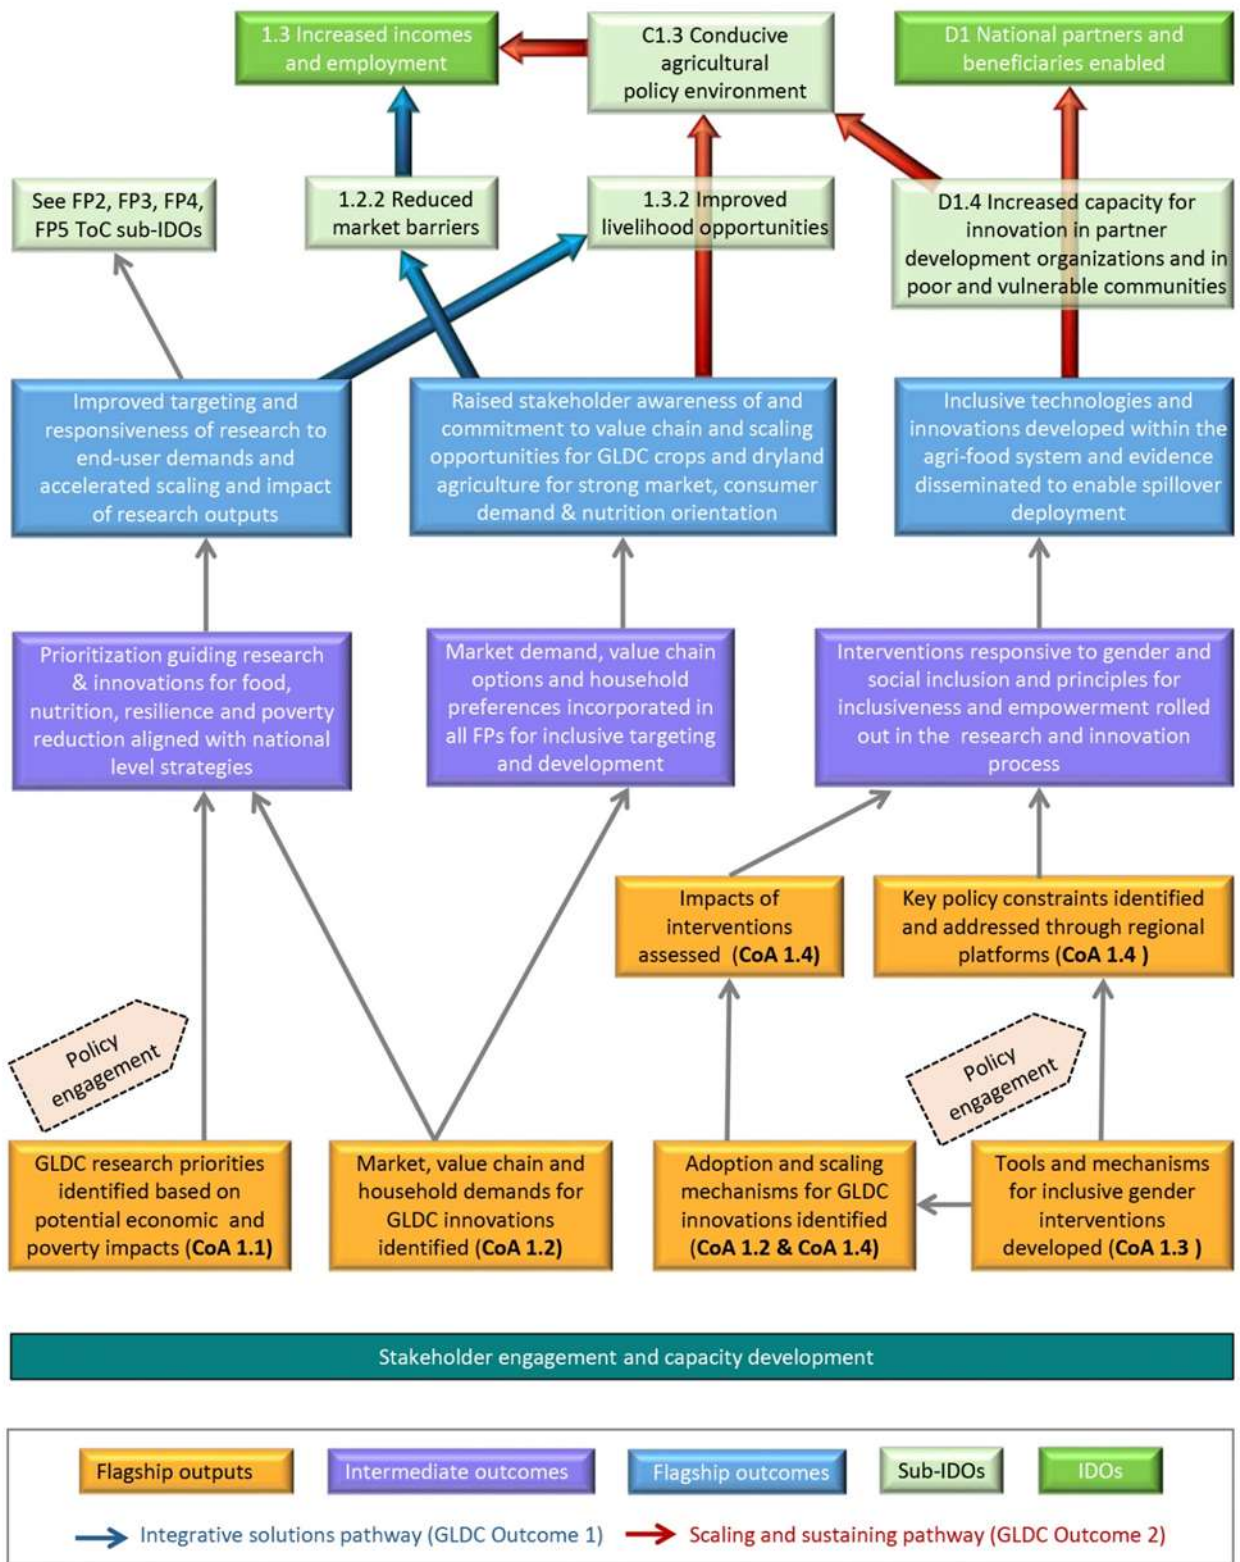 1.3 Increased incomes
and employment
C1.3 Conducive
agricultural
policy environment
D1 National partners and
beneficiaries enabled
See FP2, FP3, FP4,
FP5 ToC sub-IDOs
1.2.2 Reduced
market barriers
1.3.2 Improved
livelihood opportunities
D1.4 Increased capacity for
innovation in partner
development organizations and in
poor and vulnerable communities
Improved targeting and
responsiveness of research to
end-user demands and
accelerated scaling and impact
of research outputs
Raised stakeholder awareness of and
commitment to value chain and scaling
opportunities for GLDC crops and dryland
agriculture for strong market, consumer
demand & nutrition orientation
Inclusive technologies and
innovations developed within the
agri-food system and evidence
disseminated to enable spillover
deployment
Prioritization guiding research
& innovations for food,
nutrition, resilience and poverty
reduction aligned with national
level strategies
Market demand, value chain
options and household
preferences incorporated in
all FPs for inclusive targeting
and development
Interventions responsive to gender and
social inclusion and principles for
inclusiveness and empowerment rolled
out in the research and innovation
process
Impacts of
interventions
assessed (CoA 1.4)
Key policy constraints identified
and addressed through regional
platforms (CoA 1.4 )
Policy
engagement
Policy
engagement
GLDC research priorities
identified based on
potential economic and
poverty impacts (CoA 1.1)
Market, value chain and
household demands for
GLDC innovations
identified (CoA 1.2)
Adoption and scaling
mechanisms for GLDC
innovations identified
(CoA 1.2 & CoA 1.4)
Tools and mechanisms
for inclusive gender
interventions
developed (CoA 1.3 )
Stakeholder engagement and capacity development
Flagship outputs
Intermediate outcomes
Flagship outcomes
Sub-IDOs
IDOs
Integrative solutions pathway (GLDC Outcome 1)
Scaling and sustaining pathway (GLDC Outcome 2)